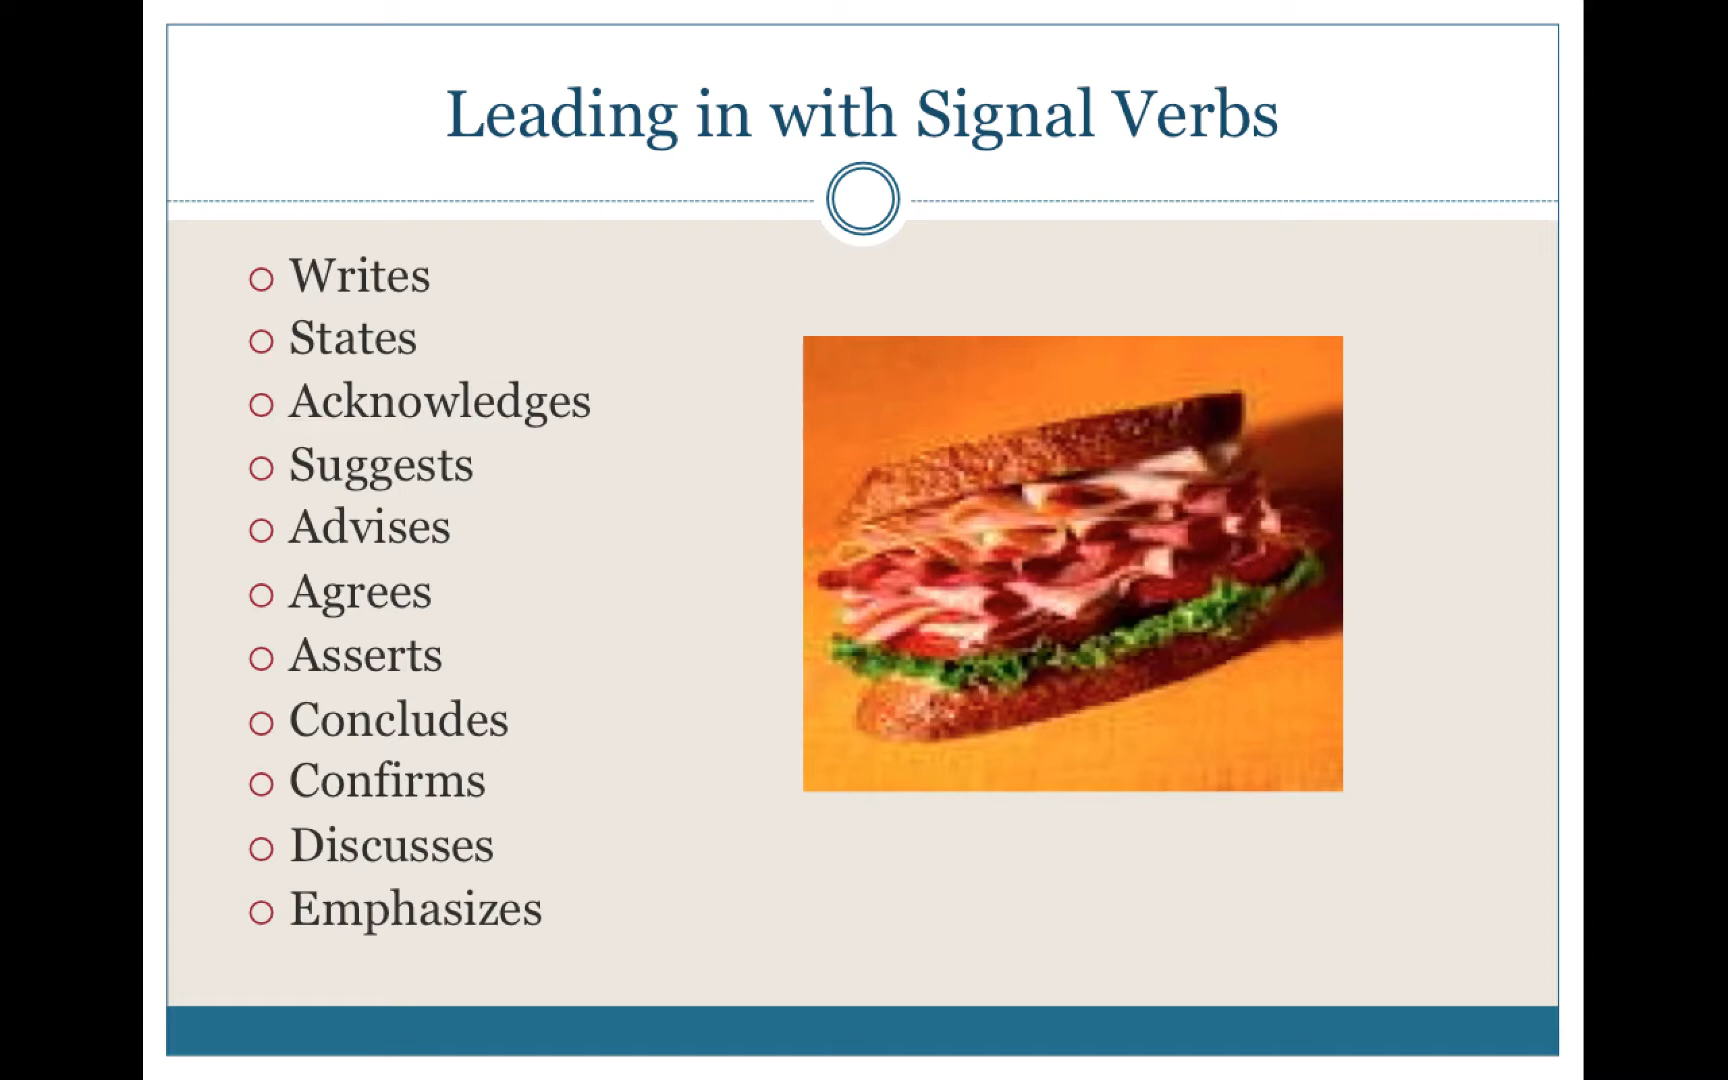 Leading in with Signal Verbs
Writes
States
Acknowledges
Suggests
Advises
Agrees
Asserts
Concludes
Confirms
Discusses
Emphasizes